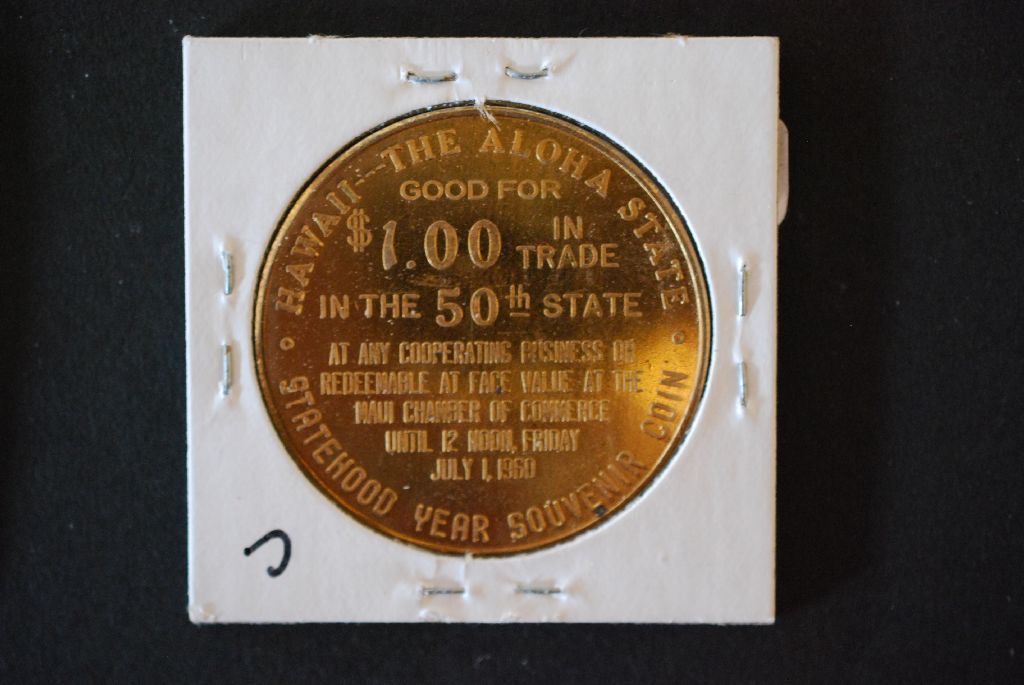 HAWAII--THE ALOHA STATE
GOOD FOR
$1.00 IN TRADE
IN THE 50th STATE
AT ANY COOPERATING BUSINESS OR
REDEEMABLE AT FACE VALUE AT THE
MAUI CHAMBER OF COMMERCE
UNTIL 12 NOON, FRIDAY
JULY 1, 1960
• STATEHOOD YEAR SOUVENIR COIN •